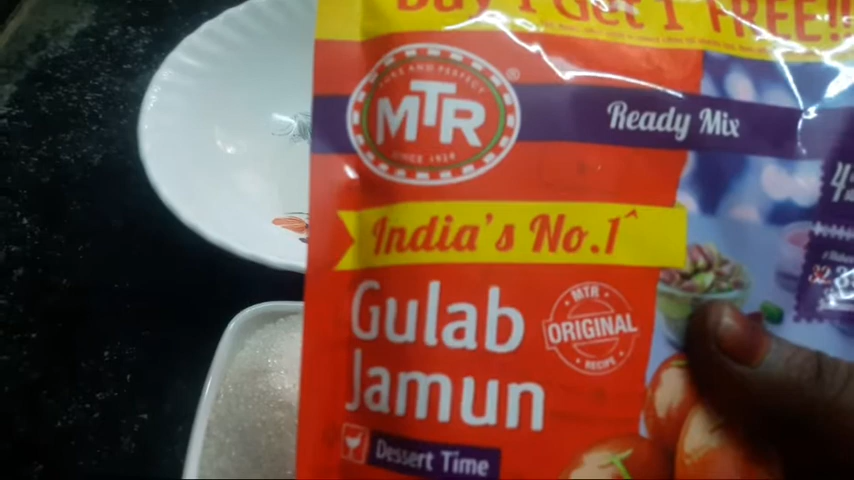 Buy 1 Get 1 FREE!!
PURE AND PERFECT
MTR
®
SINCE 1924
Ready Mix
India's No.1^
Gulab
Jamun
MTR
ORIGINAL
RECIPE
Dessert Time